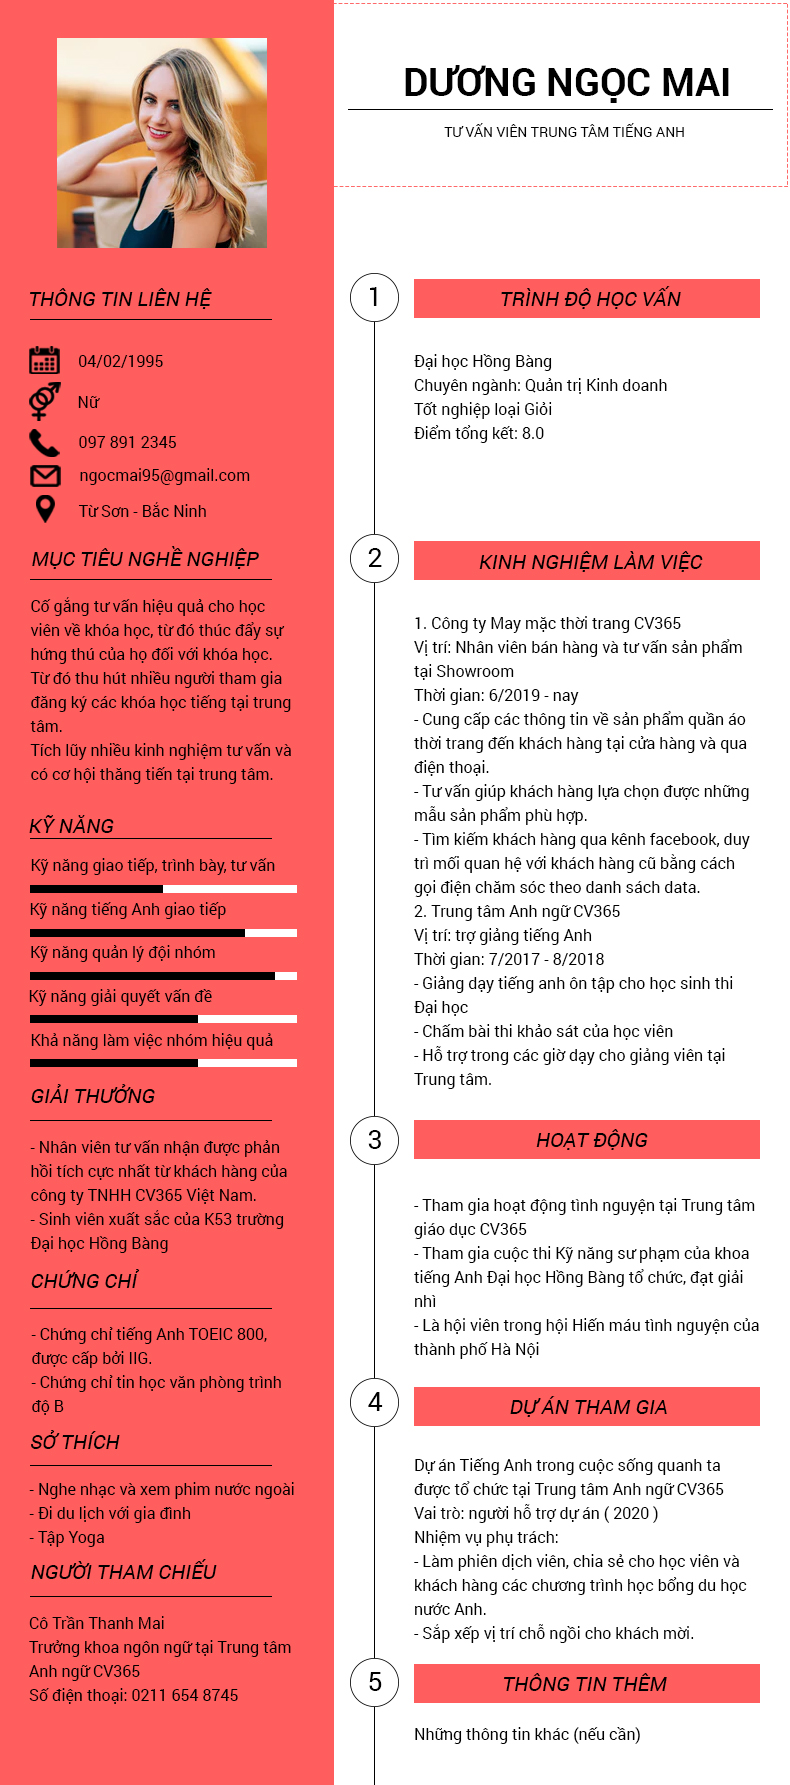 DƯƠNG NGỌC MAI
TƯ VẤN VIÊN TRUNG TÂM TIẾNG ANH
THÔNG TIN LIÊN HỆ
04/02/1995
Nữ
097 891 2345
ngocmai95@gmail.com
Từ Sơn - Bắc Ninh
MỤC TIÊU NGHỀ NGHIỆP
Cố gắng tư vấn hiệu quả cho học
viên về khóa học, từ đó thúc đẩy sự
hứng thú của họ đối với khóa học.
Từ đó thu hút nhiều người tham gia
đăng ký các khóa học tiếng tại trung
tâm.
Tích lũy nhiều kinh nghiệm tư vấn và
có cơ hội thăng tiến tại trung tâm.
KỸ NĂNG
Kỹ năng giao tiếp, trình bày, tư vấn
Kỹ năng tiếng Anh giao tiếp
Kỹ năng quản lý đội nhóm
Kỹ năng giải quyết vấn đề
Khả năng làm việc nhóm hiệu quả
GIẢI THƯỞNG
- Nhân viên tư vấn nhận được phản
hồi tích cực nhất từ khách hàng của
công ty TNHH CV365 Việt Nam.
- Sinh viên xuất sắc của K53 trường
Đại học Hồng Bàng
CHỨNG CHỈ
- Chứng chỉ tiếng Anh TOEIC 800,
được cấp bởi IIG.
- Chứng chỉ tin học văn phòng trình
độ B
SỞ THÍCH
- Nghe nhạc và xem phim nước ngoài
- Đi du lịch với gia đình
- Tập Yoga
NGƯỜI THAM CHIẾU
Cô Trần Thanh Mai
Trưởng khoa ngôn ngữ tại Trung tâm
Anh ngữ CV365
Số điện thoại: 0211 654 8745
1 TRÌNH ĐỘ HỌC VẤN
Đại học Hồng Bàng
Chuyên ngành: Quản trị Kinh doanh
Tốt nghiệp loại Giỏi
Điểm tổng kết: 8.0
2 KINH NGHIỆM LÀM VIỆC
1. Công ty May mặc thời trang CV365
Vị trí: Nhân viên bán hàng và tư vấn sản phẩm
tại Showroom
Thời gian: 6/2019 - nay
- Cung cấp các thông tin về sản phẩm quần áo
thời trang đến khách hàng tại cửa hàng và qua
điện thoại.
- Tư vấn giúp khách hàng lựa chọn được những
mẫu sản phẩm phù hợp.
- Tìm kiếm khách hàng qua kênh facebook, duy
trì mối quan hệ với khách hàng cũ bằng cách
gọi điện chăm sóc theo danh sách data.
2. Trung tâm Anh ngữ CV365
Vị trí: trợ giảng tiếng Anh
Thời gian: 7/2017 - 8/2018
- Giảng dạy tiếng anh ôn tập cho học sinh thi
Đại học
- Chấm bài thi khảo sát của học viên
- Hỗ trợ trong các giờ dạy cho giảng viên tại
Trung tâm.
3 HOẠT ĐỘNG
- Tham gia hoạt động tình nguyện tại Trung tâm
giáo dục CV365
- Tham gia cuộc thi Kỹ năng sư phạm của khoa
tiếng Anh Đại học Hồng Bàng tổ chức, đạt giải
nhì
- Là hội viên trong hội Hiến máu tình nguyện của
thành phố Hà Nội
4 DỰ ÁN THAM GIA
Dự án Tiếng Anh trong cuộc sống quanh ta
được tổ chức tại Trung tâm Anh ngữ CV365
Vai trò: người hỗ trợ dự án ( 2020 )
Nhiệm vụ phụ trách:
- Làm phiên dịch viên, chia sẻ cho học viên và
khách hàng các chương trình học bổng du học
nước Anh.
- Sắp xếp vị trí chỗ ngồi cho khách mời.
5 THÔNG TIN THÊM
Những thông tin khác (nếu cần)